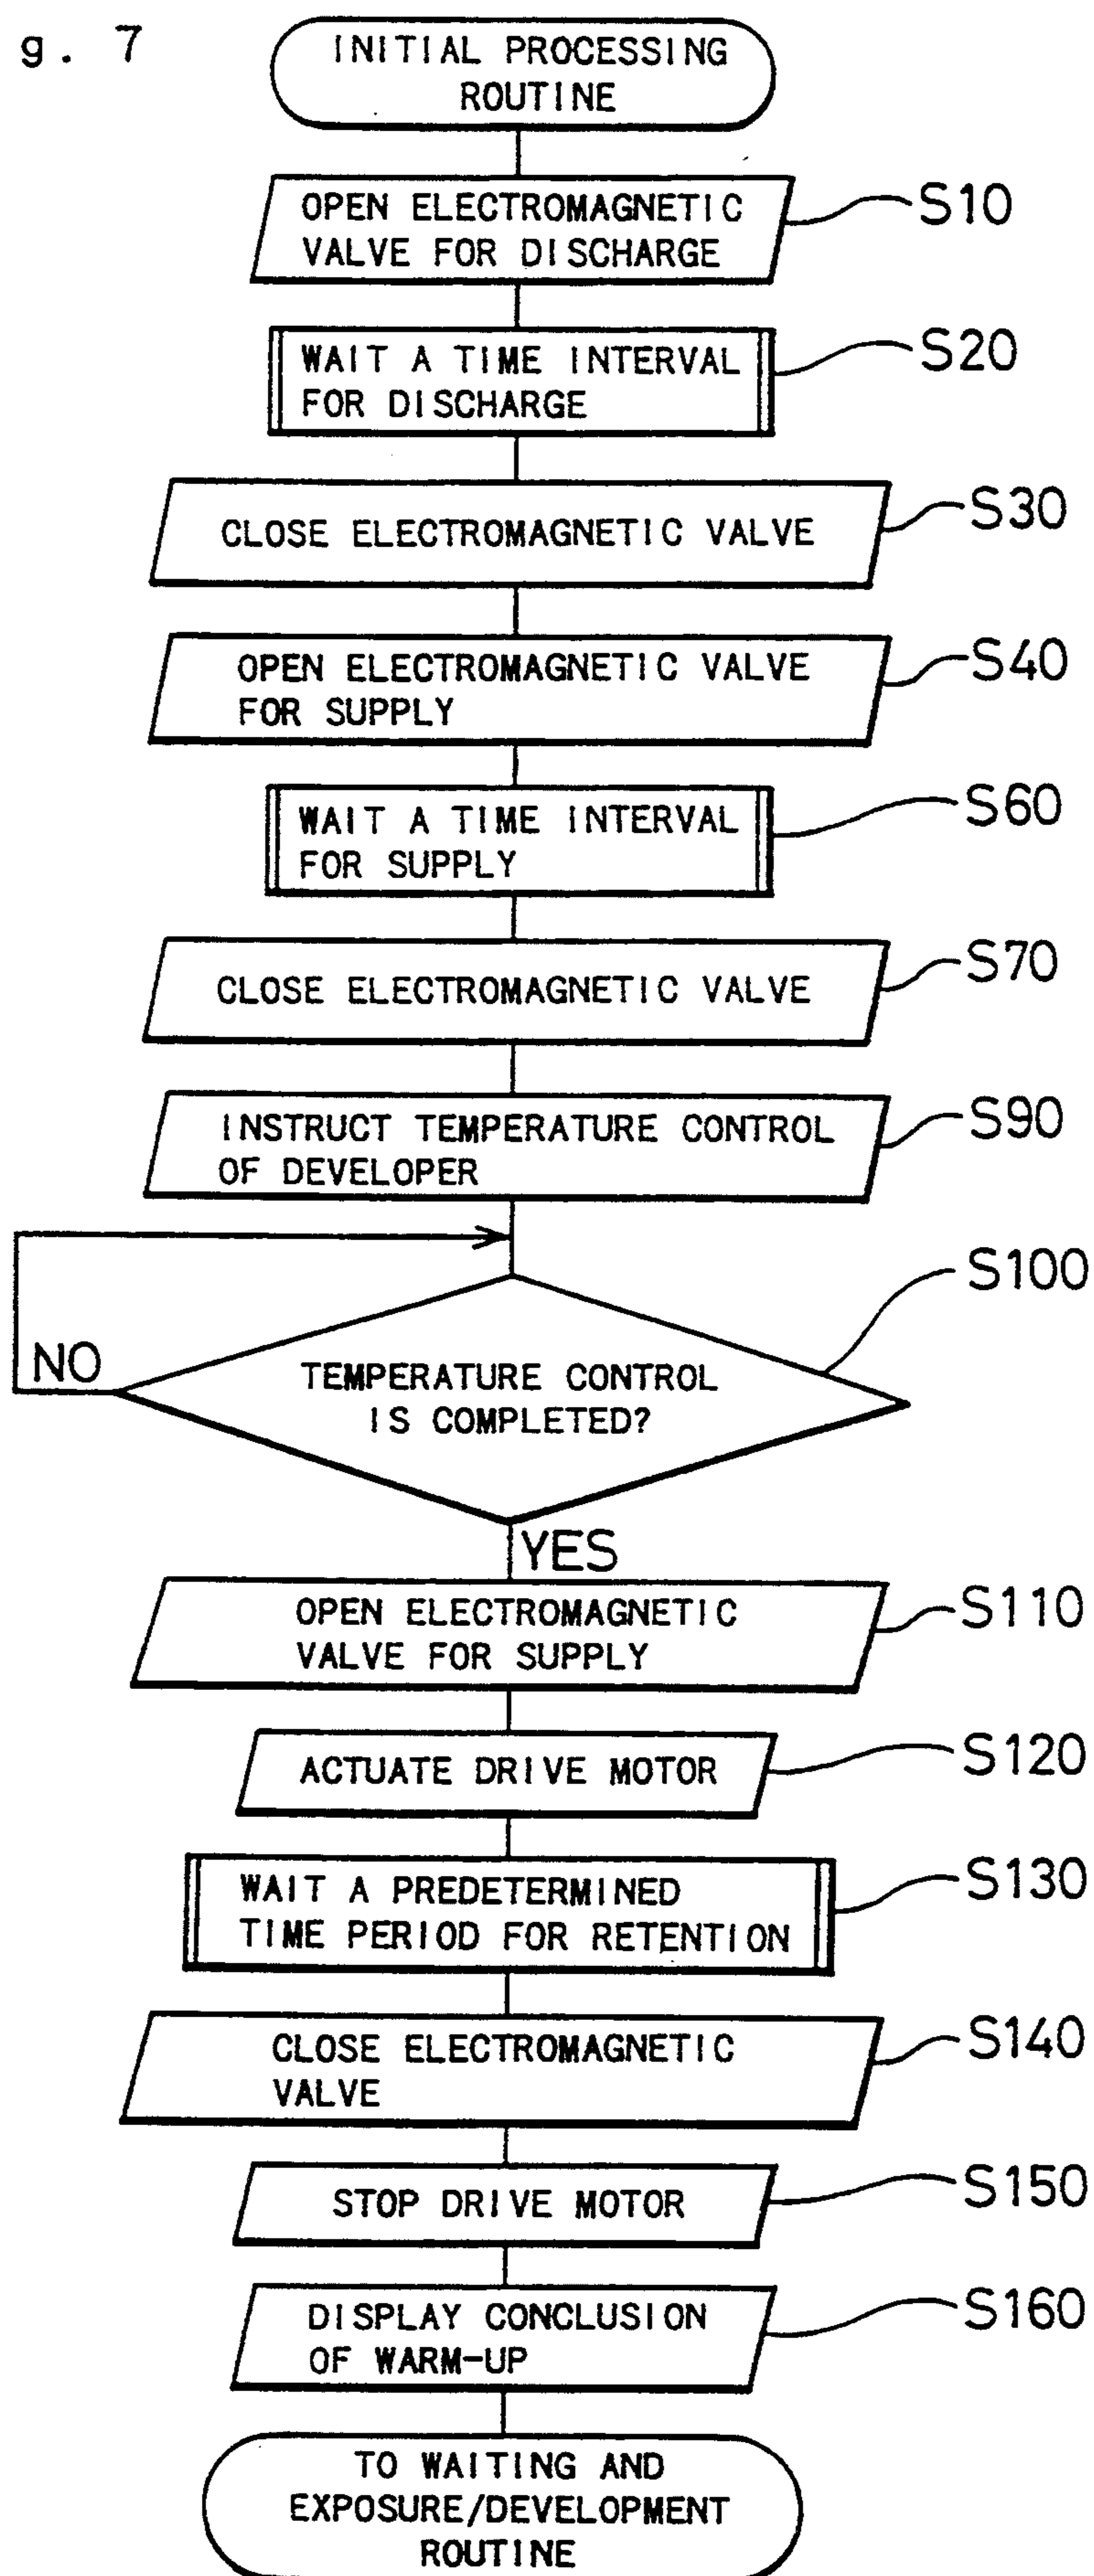 g. 7
INITIAL PROCESSING
ROUTINE
OPEN ELECTROMAGNETIC
VALVE FOR DISCHARGE
S10
WAIT A TIME INTERVAL
FOR DISCHARGE
S20
CLOSE ELECTROMAGNETIC VALVE
S30
OPEN ELECTROMAGNETIC VALVE
FOR SUPPLY
S40
WAIT A TIME INTERVAL
FOR SUPPLY
S60
CLOSE ELECTROMAGNETIC VALVE
S70
INSTRUCT TEMPERATURE CONTROL
OF DEVELOPER
S90
TEMPERATURE CONTROL
IS COMPLETED?
S100
NO
YES
OPEN ELECTROMAGNETIC
VALVE FOR SUPPLY
S110
ACTUATE DRIVE MOTOR
S120
WAIT A PREDETERMINED
TIME PERIOD FOR RETENTION
S130
CLOSE ELECTROMAGNETIC
VALVE
S140
STOP DRIVE MOTOR
S150
DISPLAY CONCLUSION
OF WARM-UP
S160
TO WAITING AND
EXPOSURE/DEVELOPMENT
ROUTINE